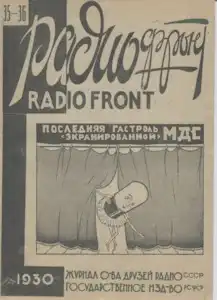 35-36
Радиофронт
RADIO FRONT
ПОСЛЕДНЯЯ ГАСТРОЛЬ
"ЭКРАНИРОВАННОЙ" МДС
1930
ЖУРНАЛ О-ВА ДРУЗЕЙ РАДИО СССР
ГОСУДАРСТВЕННОЕ ИЗД-ВО РСФСР